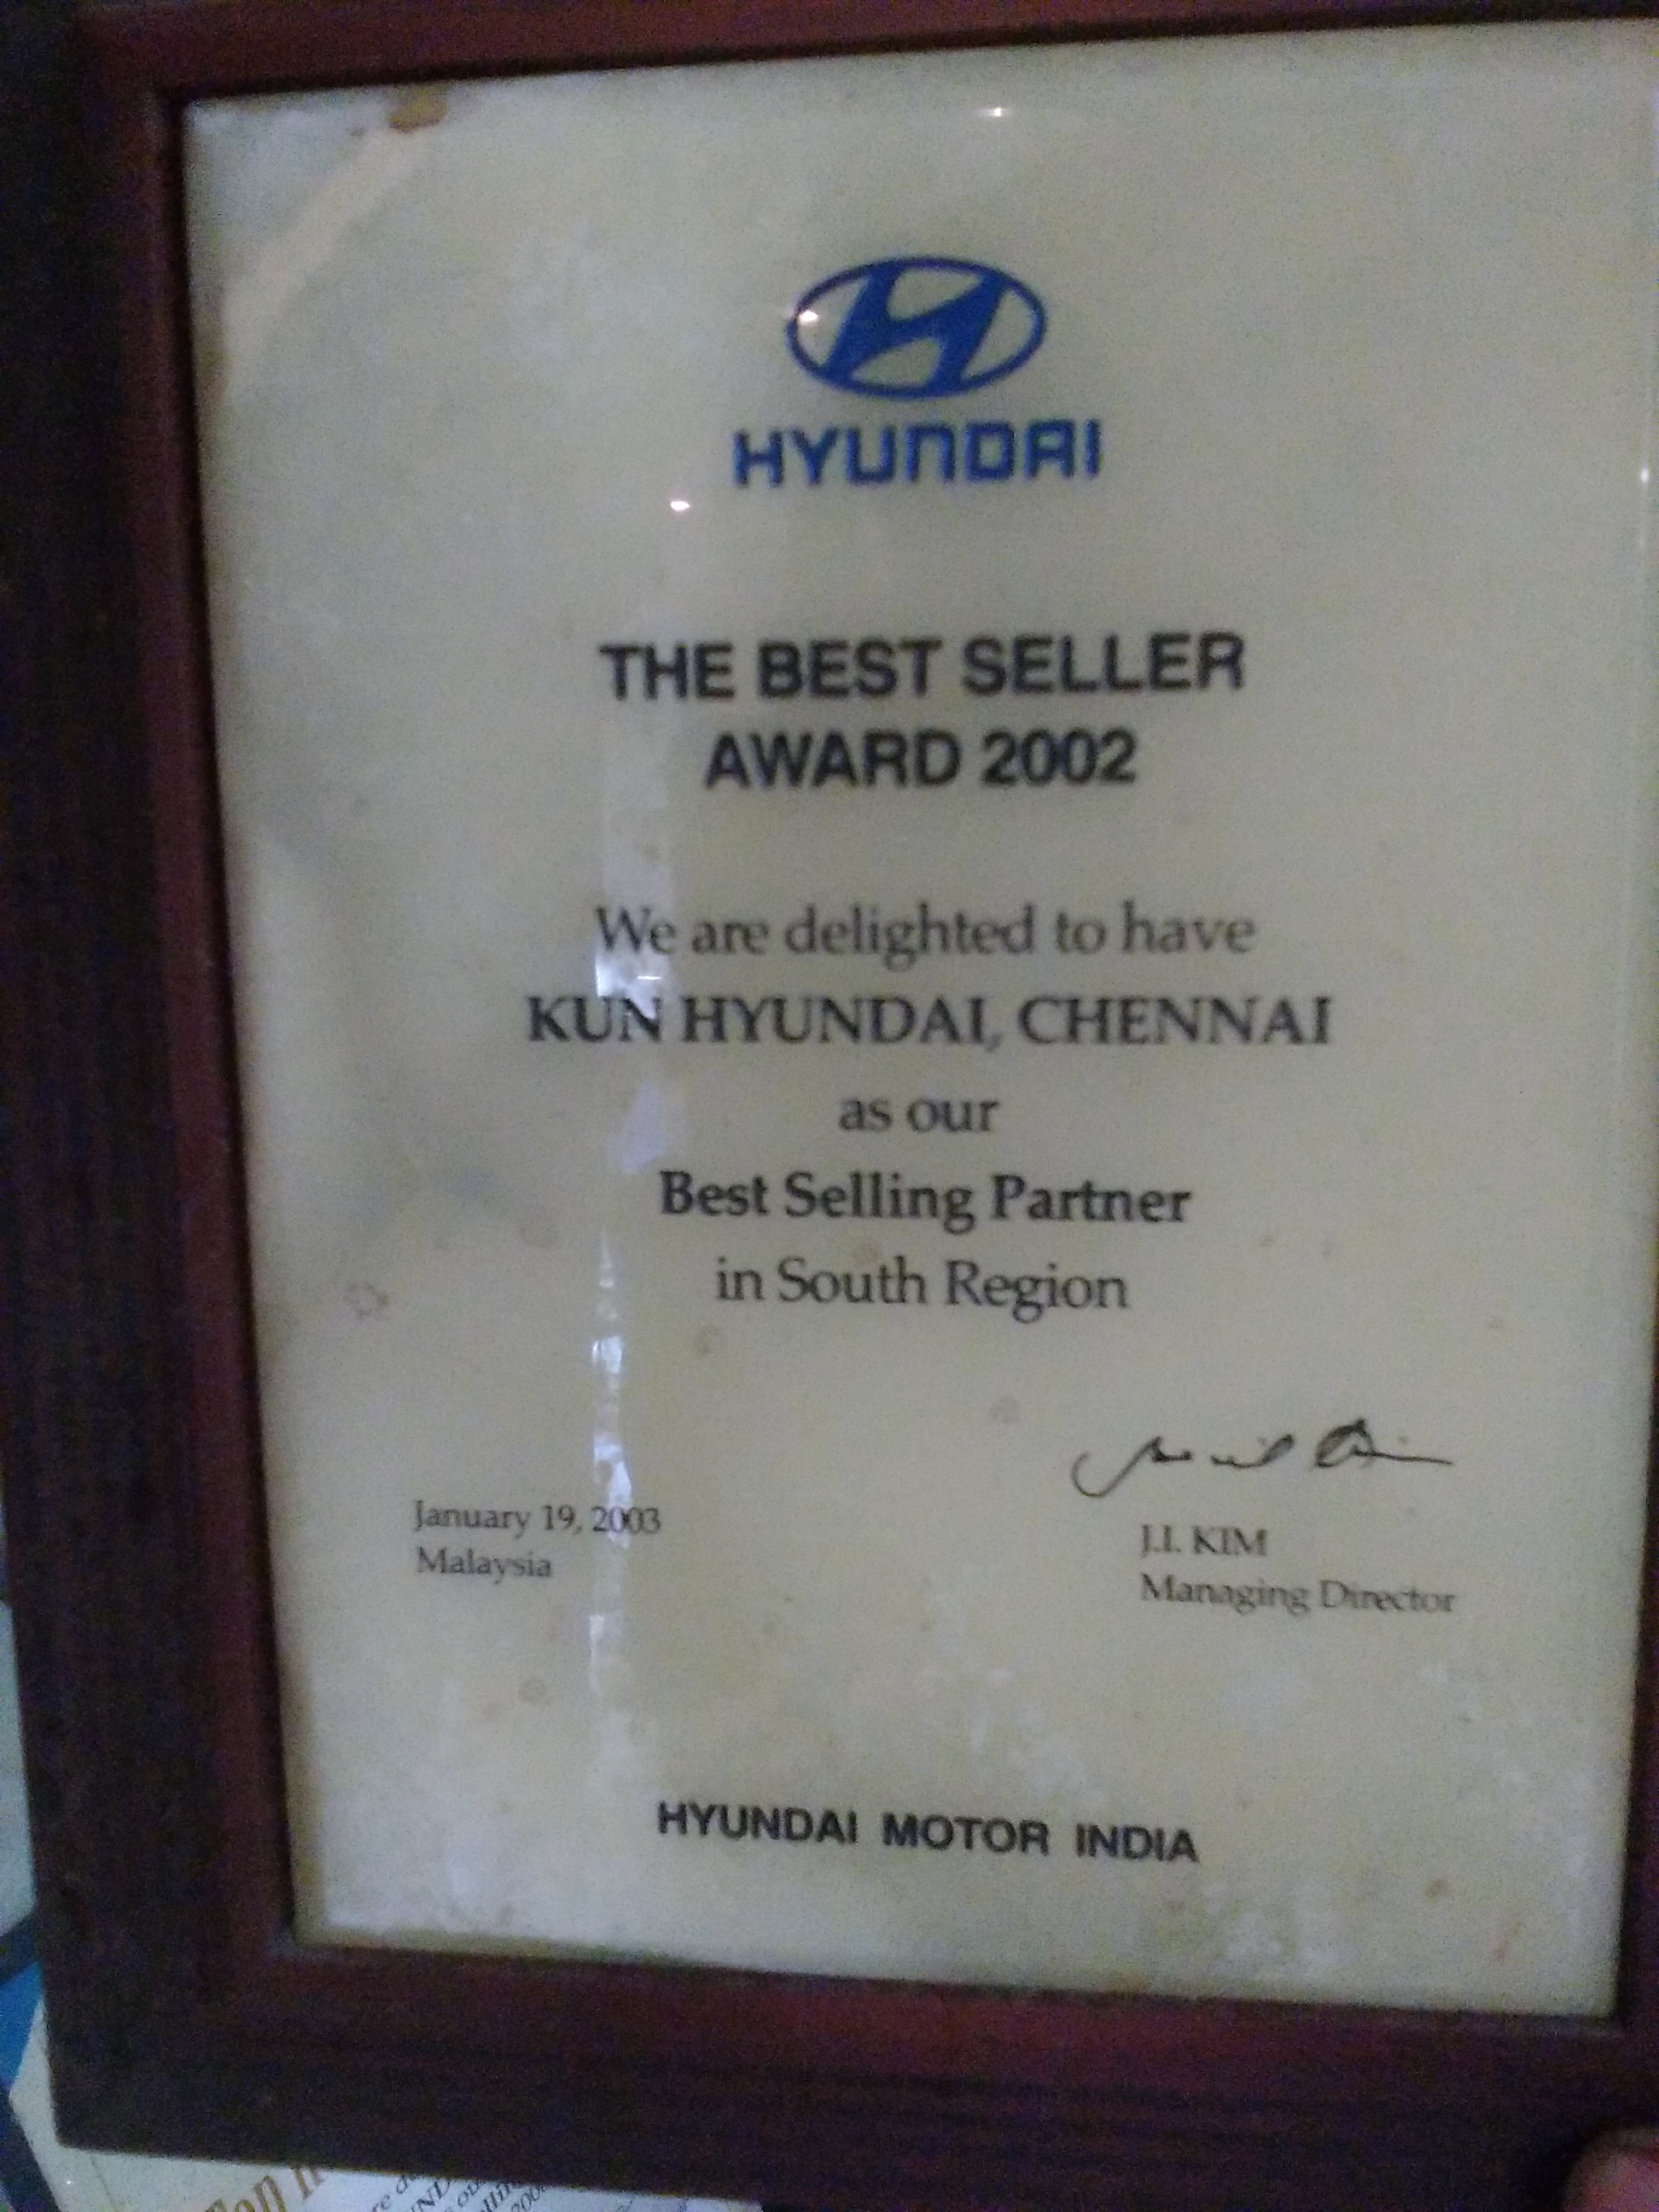 HYUNDAI
THE BEST SELLER
AWARD 2002
We are delighted to have
KUN HYUNDAI, CHENNAI
as our
Best Selling Partner
in South Region
January 19, 2003
Malaysia
J.I. KIM
Managing Director
HYUNDAI MOTOR INDIA